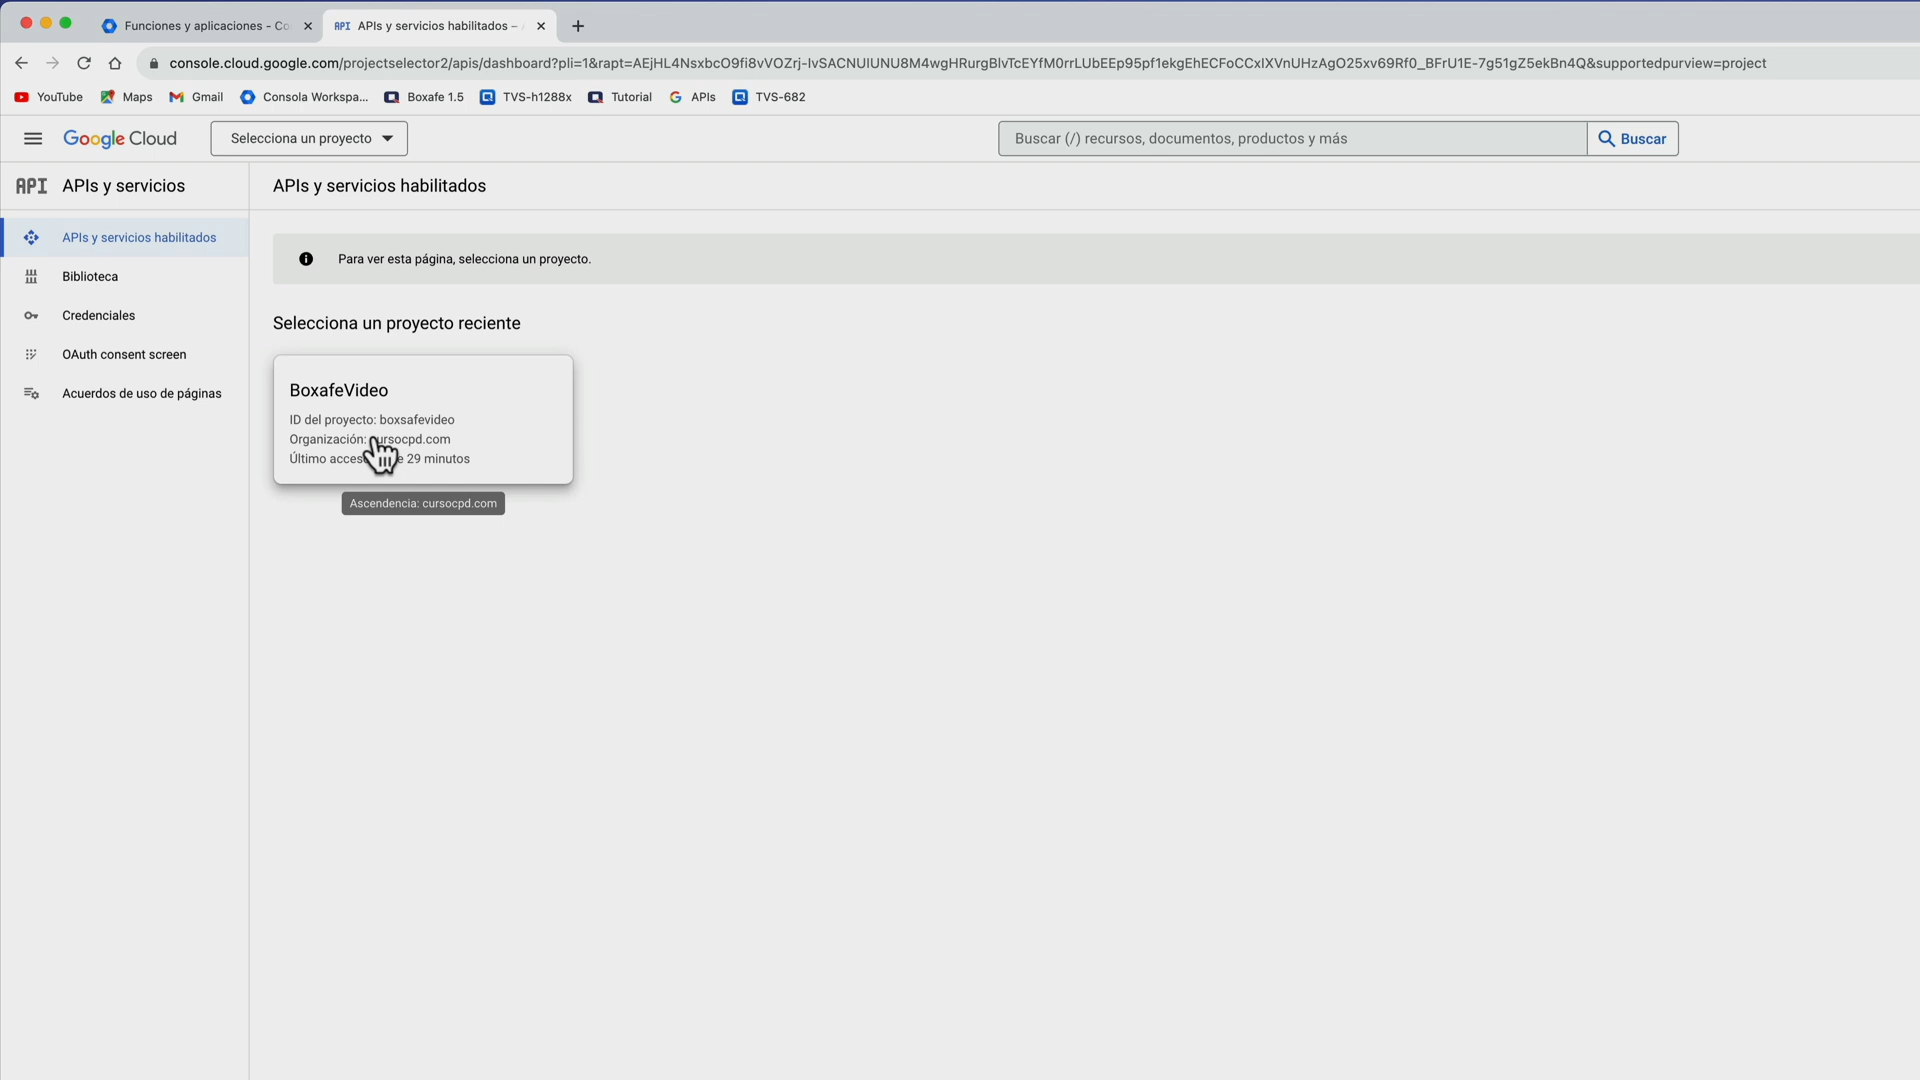 Funciones y aplicaciones - Co
API APIs y servicios habilitados –
console.cloud.google.com/projectselector2/apis/dashboard?pli=1&rapt=AEjHL4NsxbcO9fi8vVOZrj-IvSACNUIUNU8M4wgHRurgBlvTcEYfM0rrLUbEEp95pf1ekgEhECFoCCxIXVnUHzAgO25xv69Rf0_BFrU1E-7g51gZ5ekBn4Q&supportedpurview=project
YouTube Maps Gmail Consola Workspa... Boxafe 1.5 TVS-h1288x Tutorial APIs TVS-682
Google Cloud Selecciona un proyecto Buscar (/) recursos, documentos, productos y más Buscar
API APIs y servicios
APIs y servicios habilitados
APIs y servicios habilitados
Biblioteca
Credenciales
OAuth consent screen
Acuerdos de uso de páginas
Para ver esta página, selecciona un proyecto.
Selecciona un proyecto reciente
BoxafeVideo
ID del proyecto: boxsafevideo
Organización: cursocpd.com
Último 29 minutos
Ascendencia: cursocpd.com